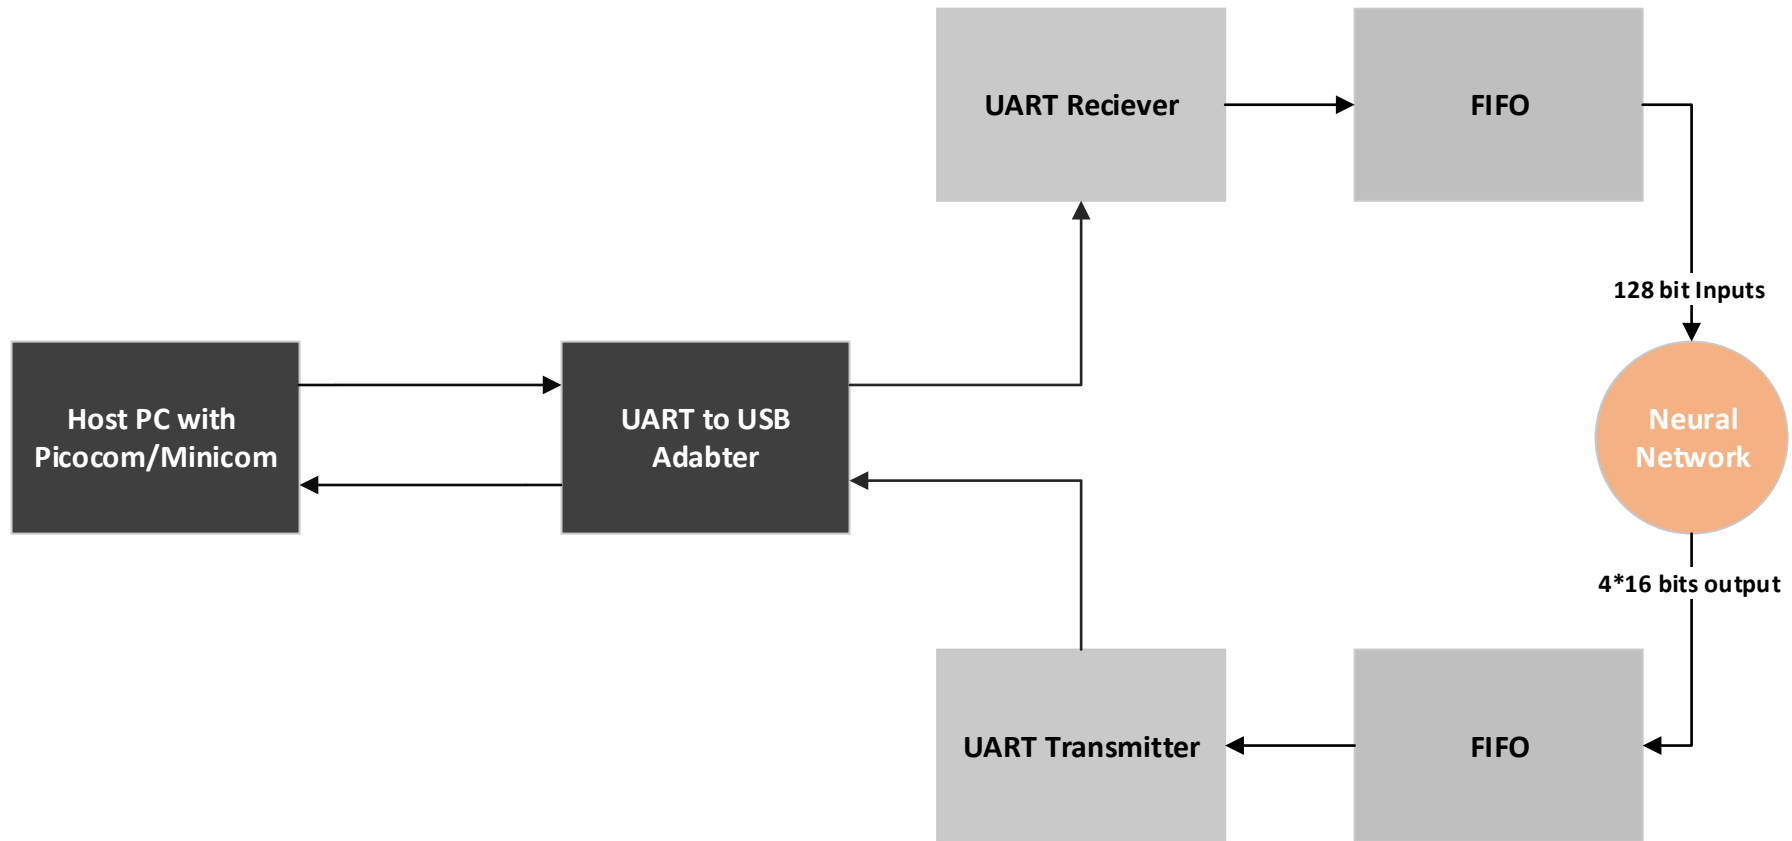 UART Reciever
FIFO
128 bit Inputs
Host PC with
Picocom/Minicom
UART to USB
Adabter
Neural
Network
4*16 bits output
UART Transmitter
FIFO